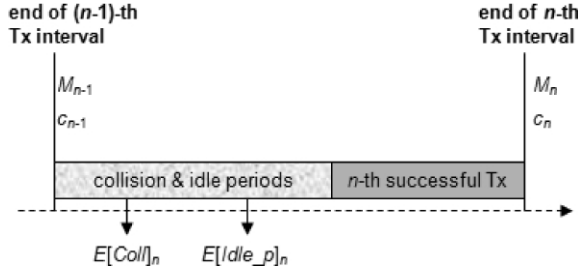 end of (n-1)-th
Tx interval
end of n-th
Tx interval
Mn-1
cn-1
Mn
cn
collision & idle periods
n-th successful Tx
E[Coll]n
E[Idle_p]n